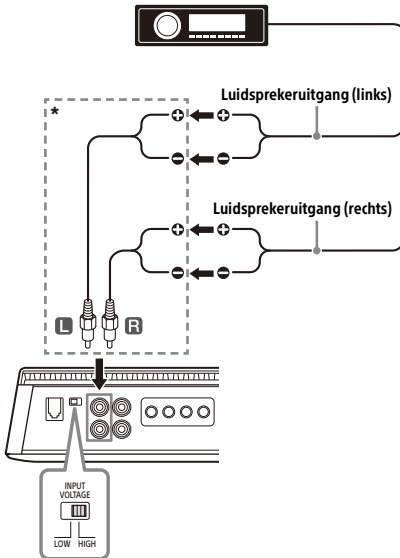 Luidsprekeruitgang (links)
*
Luidsprekeruitgang (rechts)
L R
INPUT
VOLTAGE
LOW HIGH